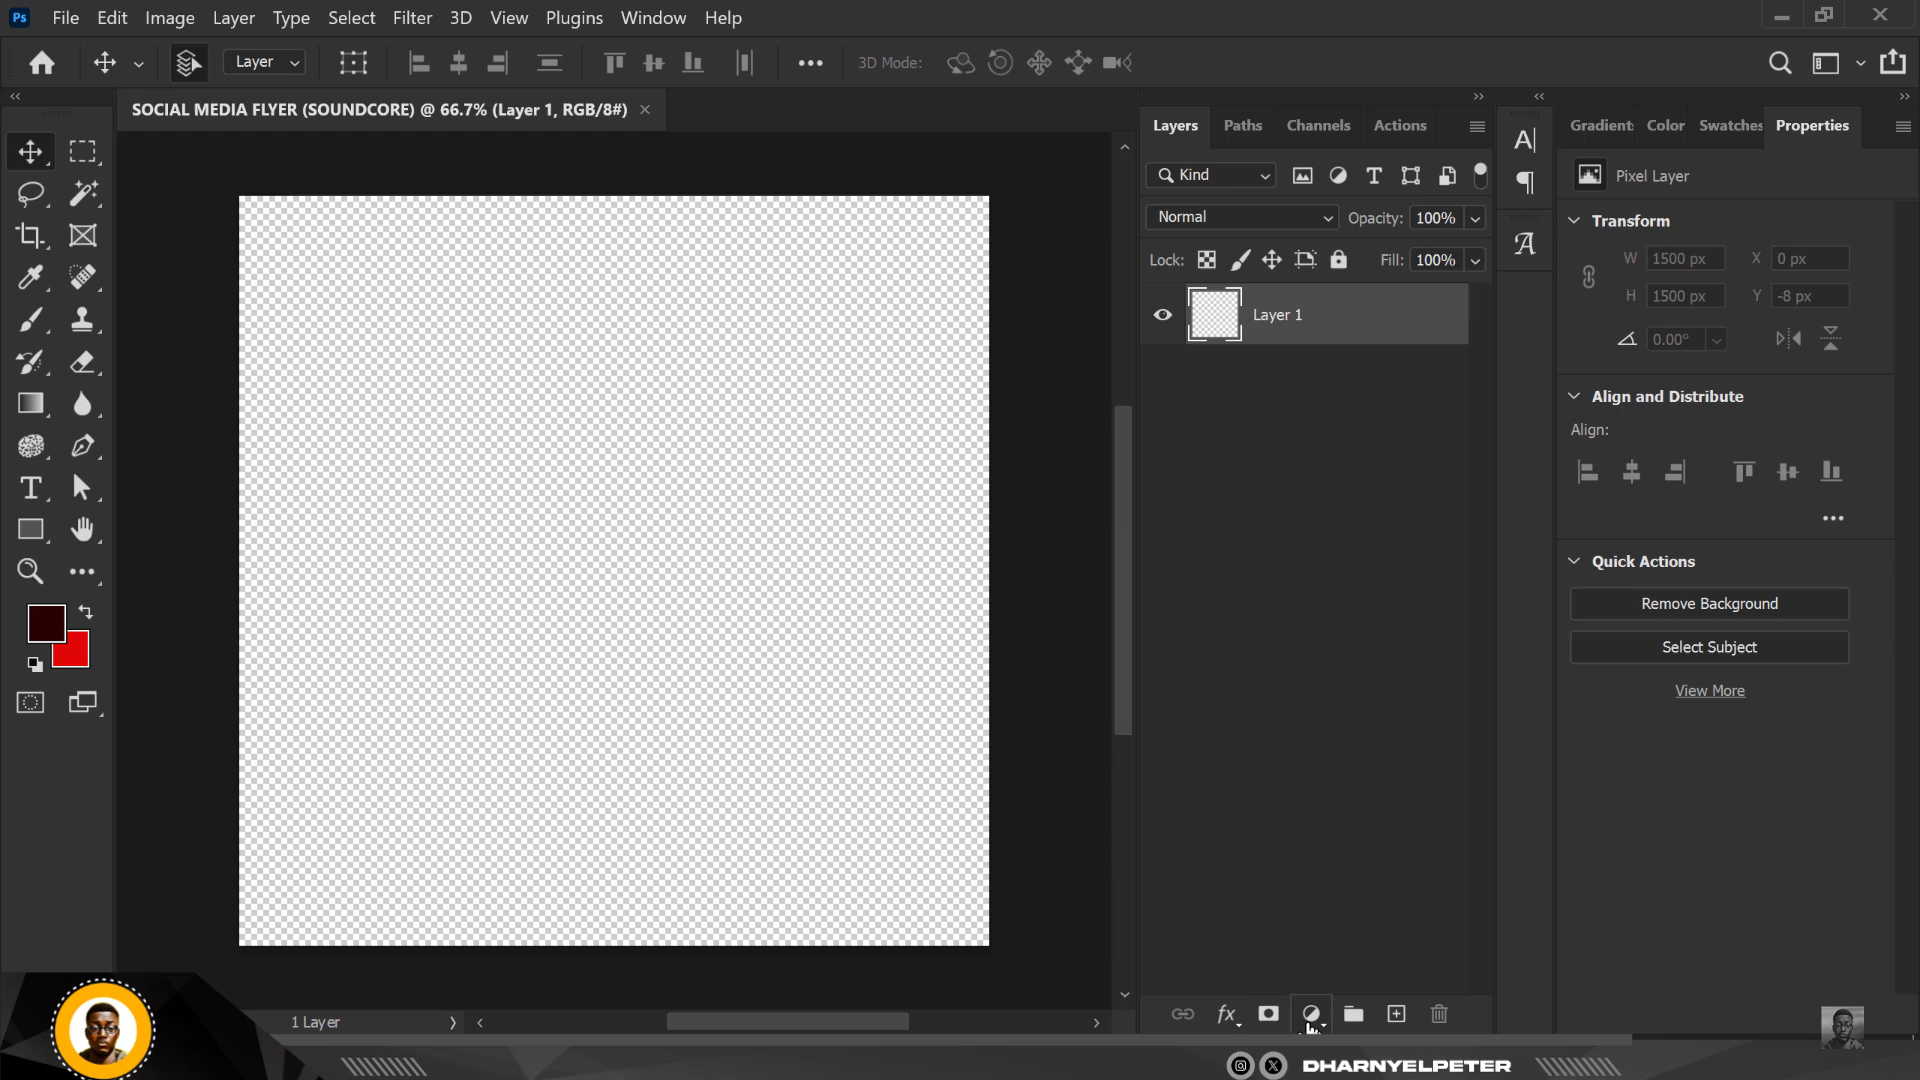 Ps File Edit Image Layer Type Select Filter 3D View Plugins Window Help
Layer 3D Mode:
SOCIAL MEDIA FLYER (SOUNDCORE) @ 66.7% (Layer 1, RGB/8#)
Layers Paths Channels Actions
Gradient Color Swatches Properties
Kind
Pixel Layer
Normal Opacity: 100%
Transform
Lock: Fill: 100%
W 1500 px X 0 px
H 1500 px Y -8 px
0.00°
Layer 1
Align and Distribute
Align:
Quick Actions
Remove Background
Select Subject
View More
1 Layer
fx
DHARNYELPETER